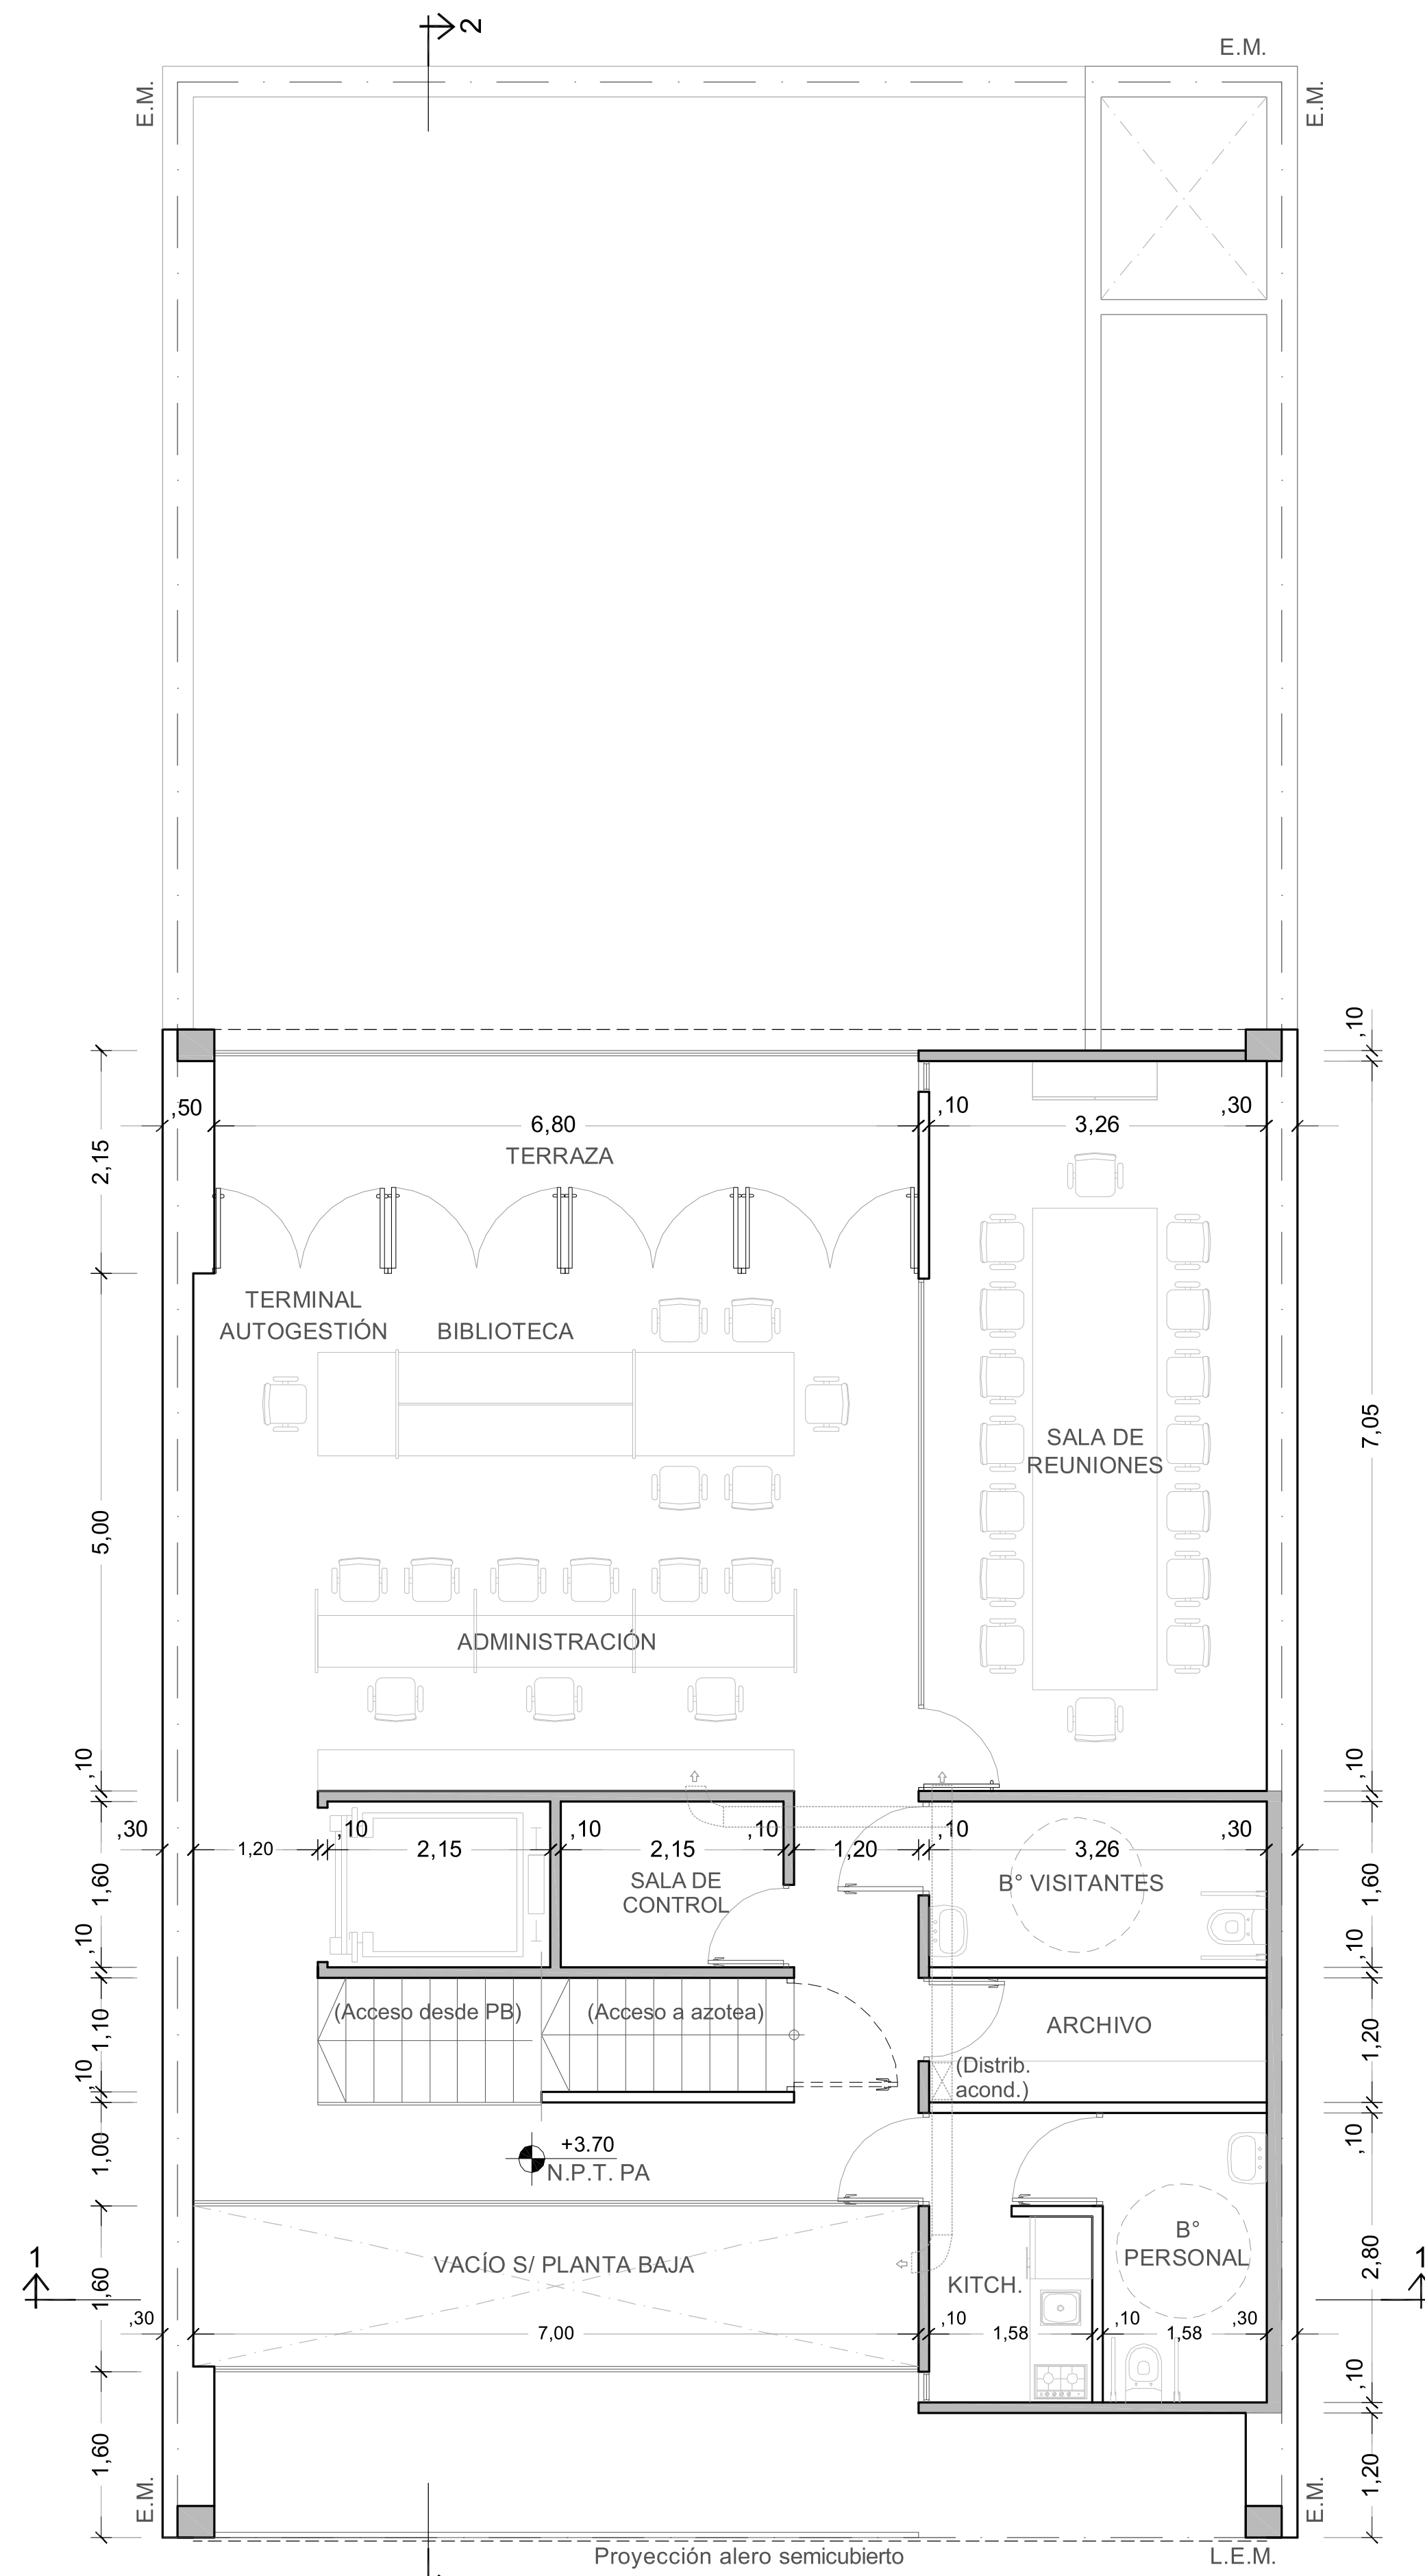 2
E.M.
E.M.
E.M.
,10
,50
6,80
,10
3,26
,30
2,15
TERRAZA
TERMINAL
AUTOGESTIÓN
BIBLIOTECA
7,05
SALA DE
REUNIONES
5,00
ADMINISTRACIÓN
,10
,10
,30
1,20
,10
2,15
,10
2,15
,10
1,20
,10
3,26
,30
1,60
1,60
SALA DE
CONTROL
B° VISITANTES
,10
,10
(Acceso desde PB)
(Acceso a azotea)
ARCHIVO
1,10
1,20
(Distrib.
acond.)
,10
+3.70
N.P.T. PA
1,00
,10
B°
PERSONAL
VACÍO S/ PLANTA BAJA
KITCH.
1
1
1,60
2,80
,30
7,00
,10
1,58
,10
1,58
,30
,10
1,60
1,20
E.M.
E.M.
Proyección alero semicubierto
L.E.M.